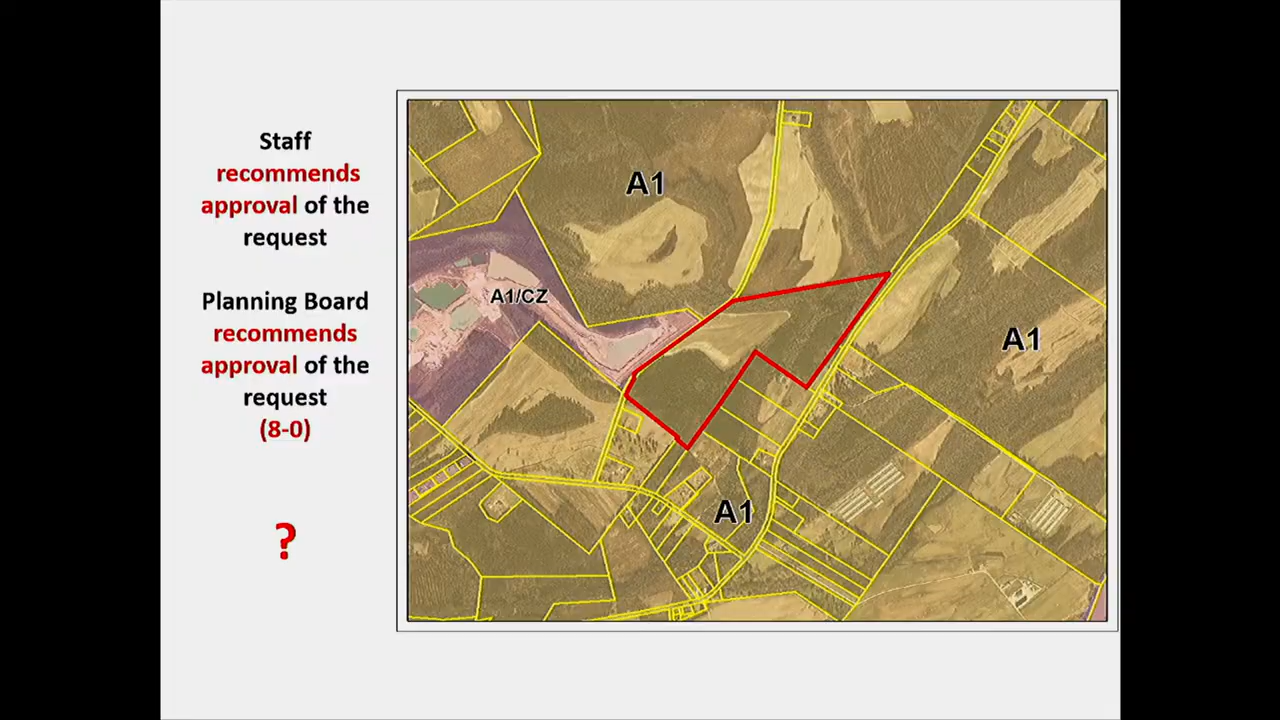 Staff
recommends
approval of the
request
Planning Board
recommends
approval of the
request
(8-0)
?
A1
A1/CZ
A1
A1